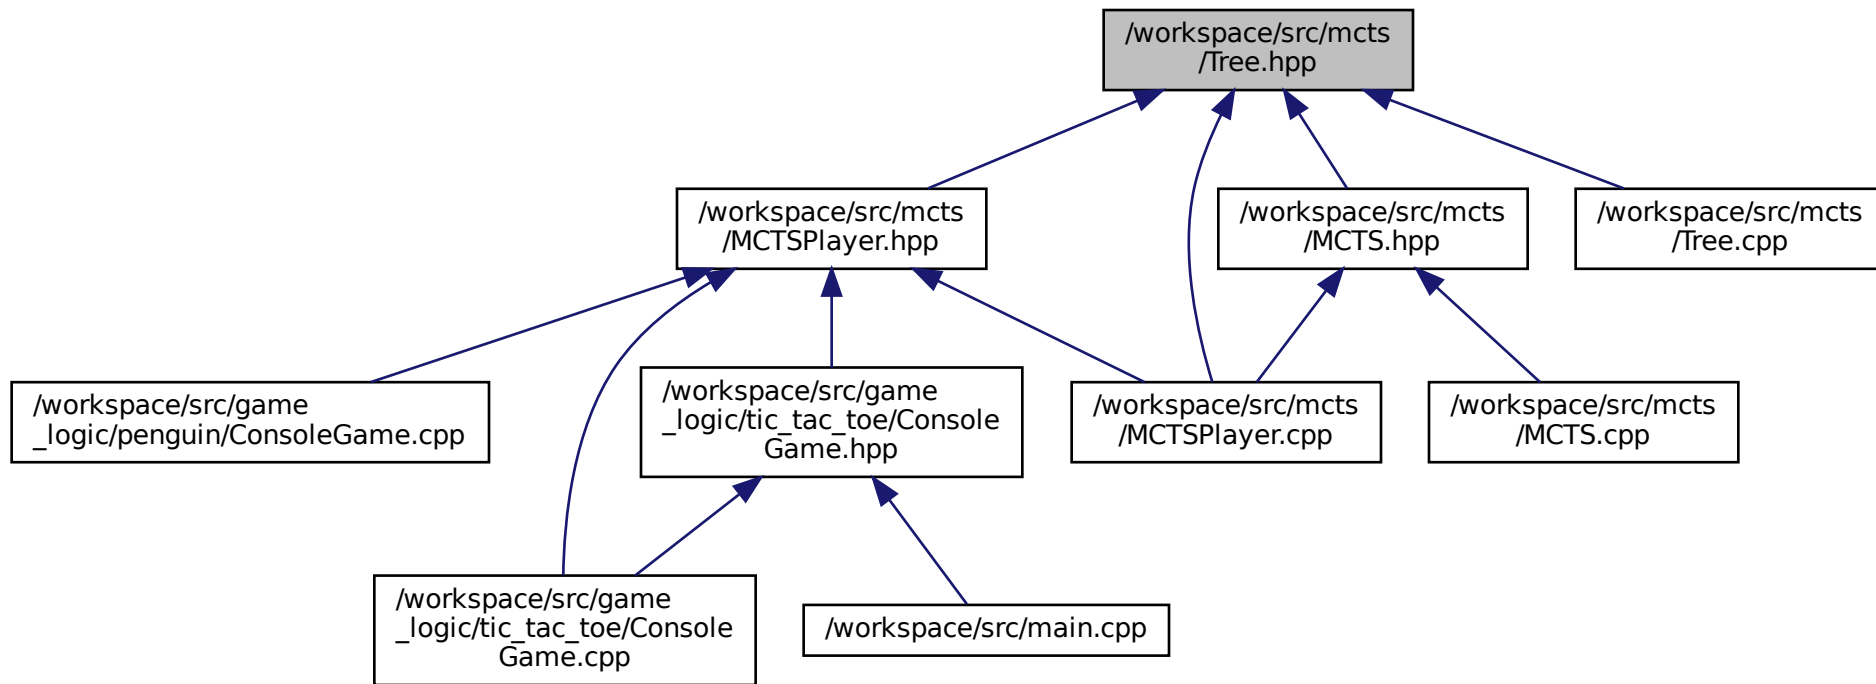 /workspace/src/mcts
/Tree.hpp
/workspace/src/mcts
/MCTSPlayer.hpp
/workspace/src/mcts
/MCTS.hpp
/workspace/src/mcts
/Tree.cpp
/workspace/src/game
_logic/penguin/ConsoleGame.cpp
/workspace/src/game
_logic/tic_tac_toe/Console
Game.hpp
/workspace/src/mcts
/MCTSPlayer.cpp
/workspace/src/mcts
/MCTS.cpp
/workspace/src/game
_logic/tic_tac_toe/Console
Game.cpp
/workspace/src/main.cpp